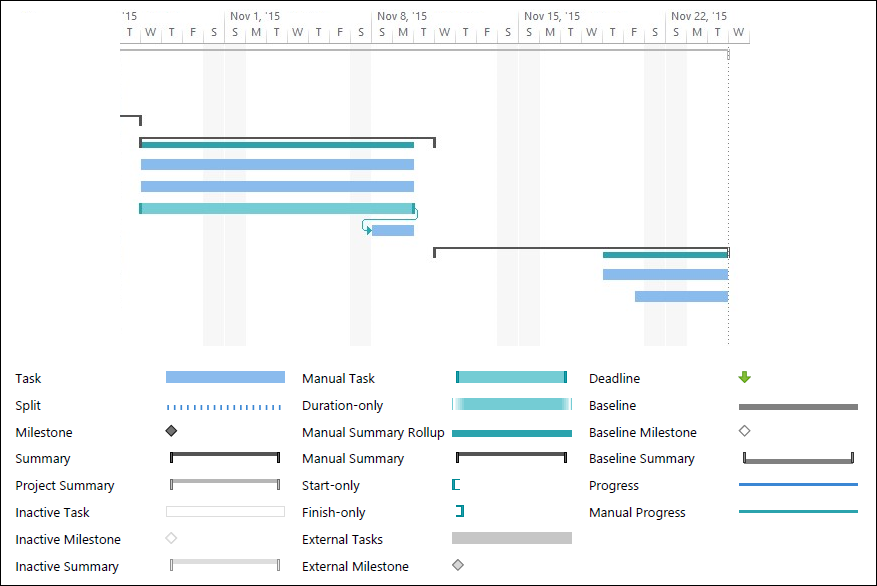 '15 Nov 1, '15 Nov 8, '15 Nov 15, '15 Nov 22, '15
T W T F S S M T W T F S S M T W T F S S M T W T F S S M T W
Task Manual Task Deadline
Split Duration-only Baseline
Milestone Manual Summary Rollup Baseline Milestone
Summary Manual Summary Baseline Summary
Project Summary Start-only Progress
Inactive Task Finish-only Manual Progress
Inactive Milestone External Tasks
Inactive Summary External Milestone